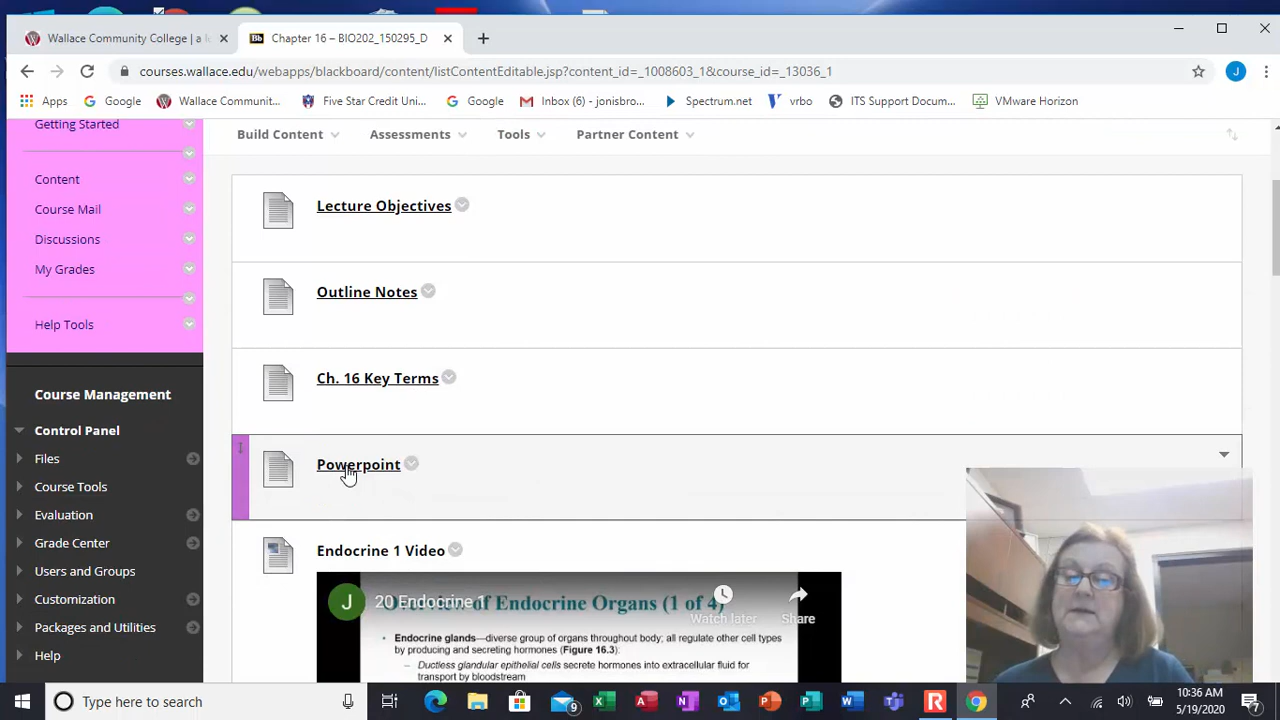 Wallace Community College | a l
Chapter 16 – BIO202_150295_D
courses.wallace.edu/webapps/blackboard/content/listContentEditable.jsp?content_id=_1008603_1&course_id=_13036_1
J
Apps
Google
Wallace Communit...
Five Star Credit Uni...
Google
Inbox (6) - jonisbro...
Spectrum.net
vrbo
ITS Support Docum...
VMware Horizon
Getting Started
Content
Course Mail
Discussions
My Grades
Help Tools
Course Management
Control Panel
Files
Course Tools
Evaluation
Grade Center
Users and Groups
Customization
Packages and Utilities
Help
Build Content
Assessments
Tools
Partner Content
Lecture Objectives
Outline Notes
Ch. 16 Key Terms
Powerpoint
Endocrine 1 Video
J
20 Endocrine 1
of Endocrine Organs (1 of 4)
Watch later
Share
• Endocrine glands—diverse group of organs throughout body; all regulate other cell types
by producing and secreting hormones (Figure 16.3):
– Ductless glandular epithelial cells secrete hormones into extracellular fluid for
transport by bloodstream
Type here to search
9
10:36 AM
5/19/2020